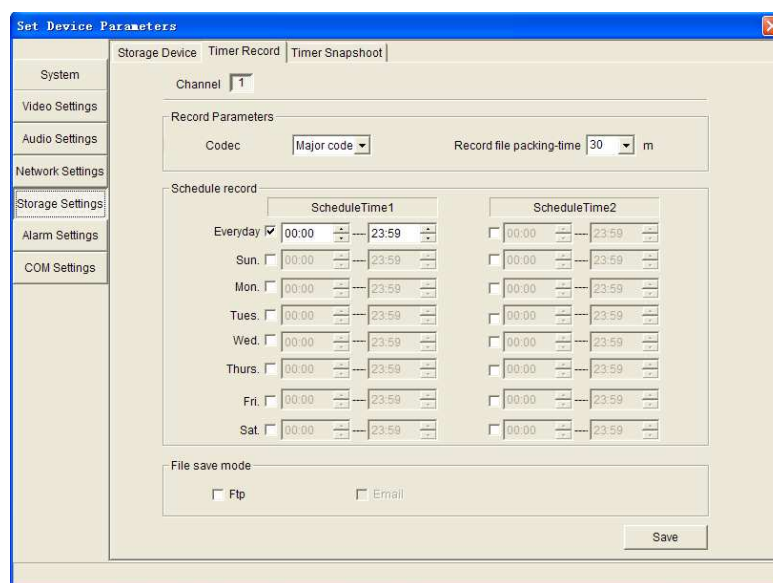 Set Device Parameters
Storage Device Timer Record Timer Snapshoot
System
Video Settings
Audio Settings
Network Settings
Storage Settings
Alarm Settings
COM Settings
Channel 1
Record Parameters
Codec Major code Record file packing-time 30 m
Schedule record
ScheduleTime1 ScheduleTime2
Everyday 00:00 ---- 23:59 00:00 ---- 23:59
Sun. 00:00 ---- 23:59 00:00 ---- 23:59
Mon. 00:00 ---- 23:59 00:00 ---- 23:59
Tues. 00:00 ---- 23:59 00:00 ---- 23:59
Wed. 00:00 ---- 23:59 00:00 ---- 23:59
Thurs. 00:00 ---- 23:59 00:00 ---- 23:59
Fri. 00:00 ---- 23:59 00:00 ---- 23:59
Sat. 00:00 ---- 23:59 00:00 ---- 23:59
File save mode
Ftp Email
Save